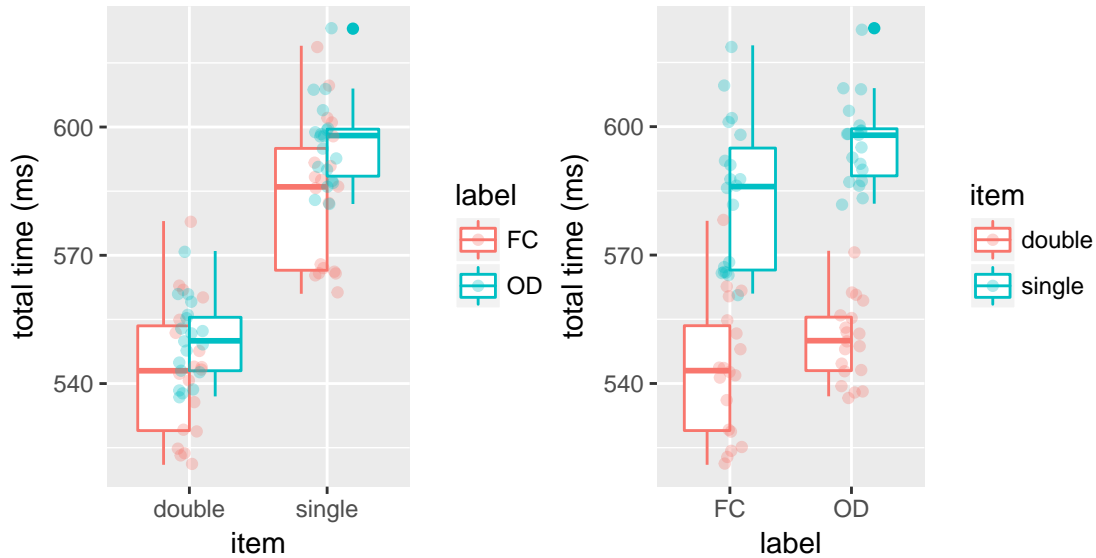 total time (ms)
600
570
540
double
single
item
label
FC
OD
total time (ms)
600
570
540
FC
OD
label
item
double
single